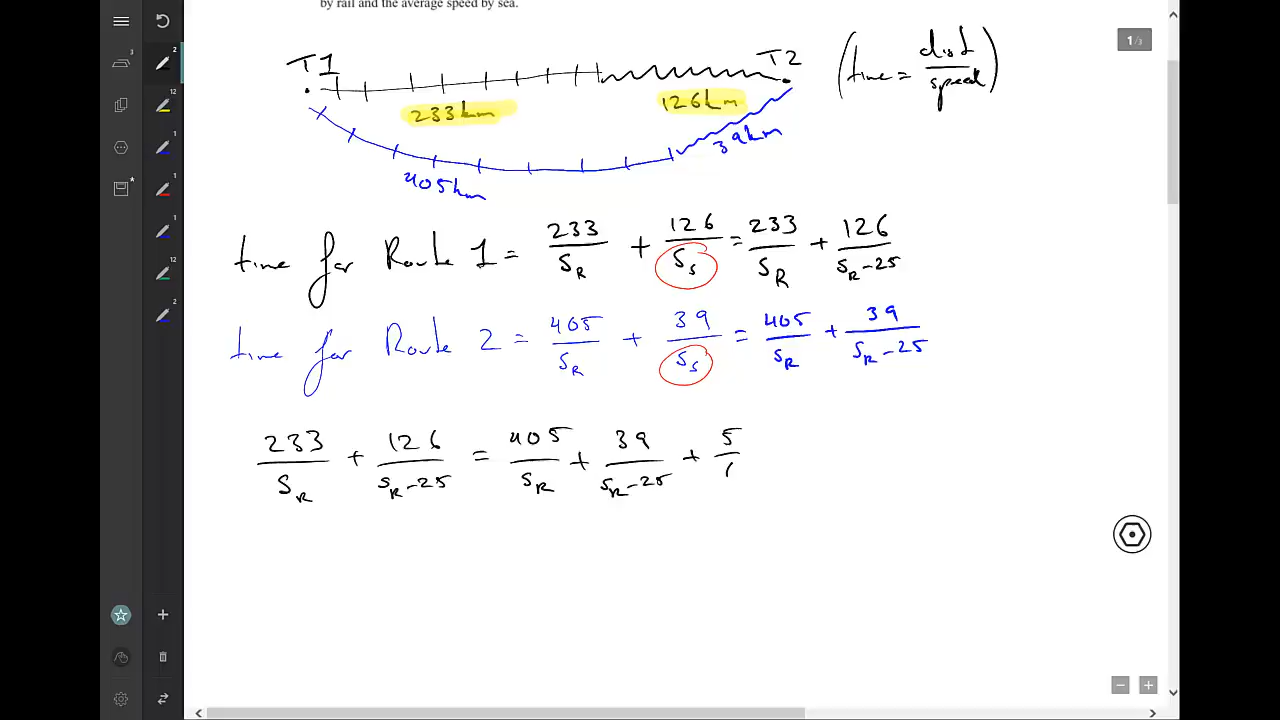 by rail and the average speed by sea.
1/3
T1 T2 (time = dist/speed)
233km 126km
39km
405km
time for Route 1 = 233/S_R + 126/S_S = 233/S_R + 126/(S_R - 25)
time for Route 2 = 405/S_R + 39/S_S = 405/S_R + 39/(S_R - 25)
233/S_R + 126/(S_R - 25) = 405/S_R + 39/(S_R - 25) + 5/